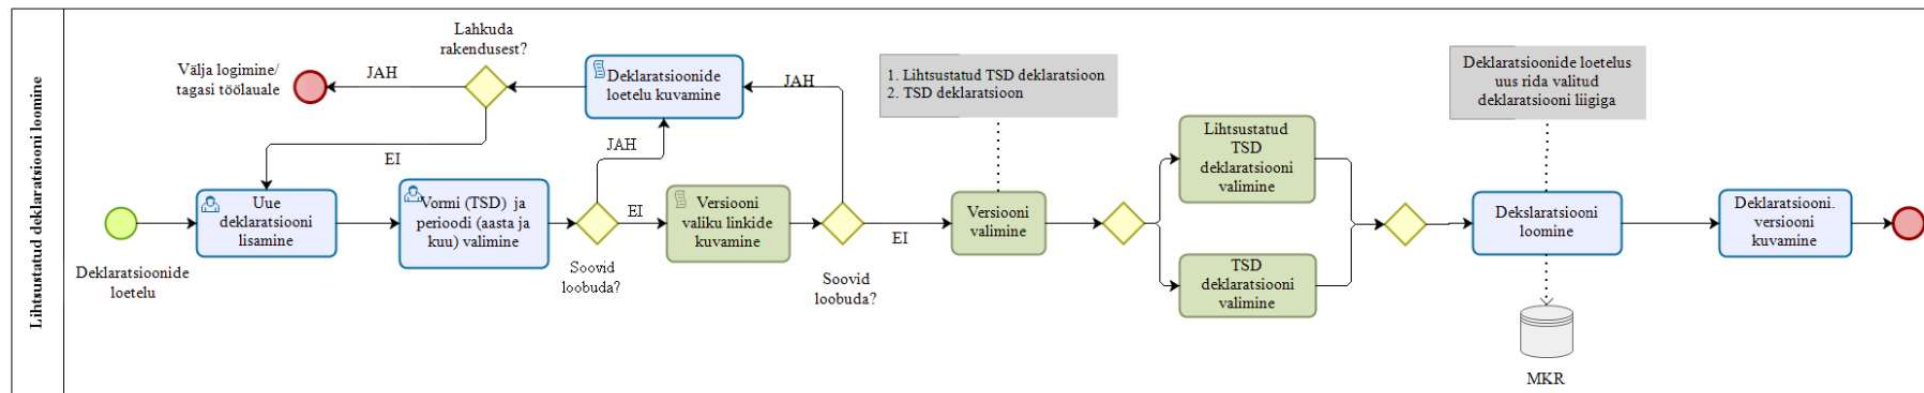 Lihtsustatud deklaratsiooni loomine
Lahkuda
rakendusest?
Välja logimine/
tagasi töölauale
JAH
Deklaratsioonide
loetelu kuvamine
JAH
EI
JAH
1. Lihtsustatud TSD deklaratsioon
2. TSD deklaratsioon
Deklaratsioonide loetelus
uus rida valitud
deklaratsiooni liigiga
Deklaratsioonide
loetelu
Uue
deklaratsiooni
lisamine
Vormi (TSD) ja
perioodi (aasta ja
kuu) valimine
Soovid
loobuda?
EI
Versiooni
valiku linkide
kuvamine
Soovid
loobuda?
EI
Versiooni
valimine
Lihtsustatud
TSD
deklaratsiooni
valimine
TSD
deklaratsiooni
valimine
Dekslaratsiooni
loomine
MKR
Deklaratsiooni.
versiooni
kuvamine